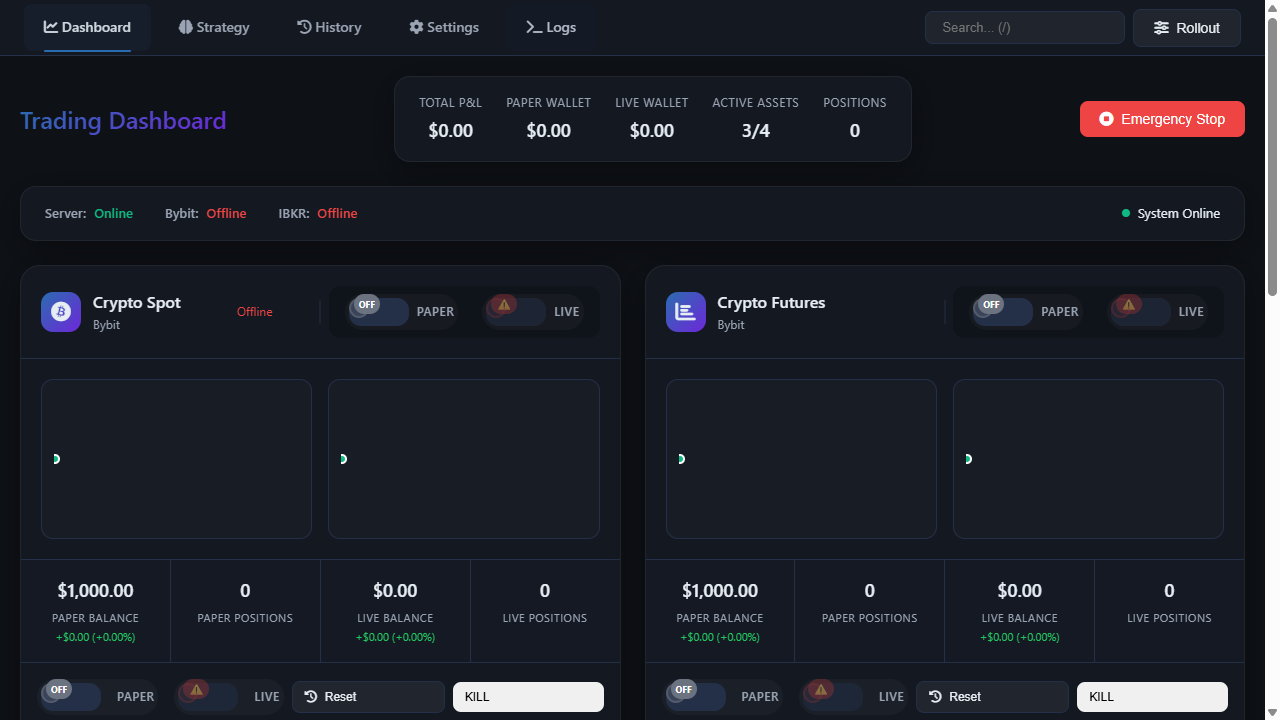 Dashboard Strategy History Settings Logs Search... (/) Rollout
Trading Dashboard
TOTAL P&L PAPER WALLET LIVE WALLET ACTIVE ASSETS POSITIONS
$0.00 $0.00 $0.00 3/4 0
Emergency Stop
Server: Online Bybit: Offline IBKR: Offline System Online
Crypto Spot
Bybit
Offline
OFF PAPER LIVE
Crypto Futures
Bybit
OFF PAPER LIVE
$1,000.00 0 $0.00 0
PAPER BALANCE PAPER POSITIONS LIVE BALANCE LIVE POSITIONS
+$0.00 (+0.00%) +$0.00 (+0.00%)
OFF PAPER LIVE Reset KILL
$1,000.00 0 $0.00 0
PAPER BALANCE PAPER POSITIONS LIVE BALANCE LIVE POSITIONS
+$0.00 (+0.00%) +$0.00 (+0.00%)
OFF PAPER LIVE Reset KILL